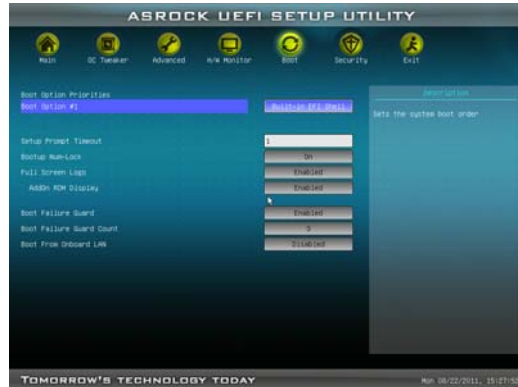 ASROCK UEFI SETUP UTILITY
Main OC Tweaker Advanced H/W Monitor Boot Security Exit
Boot Option Priorities
Boot Option #1 Built-in EFI Shell
Setup Prompt Timeout 1
Bootup Num-Lock On
Full Screen Logo Enabled
AddOn ROM Display Enabled
Boot Failure Guard Enabled
Boot Failure Guard Count 3
Boot From Onboard LAN Disabled
Description
Sets the system boot order
TOMORROW'S TECHNOLOGY TODAY
Mon 08/22/2011, 15:27:53